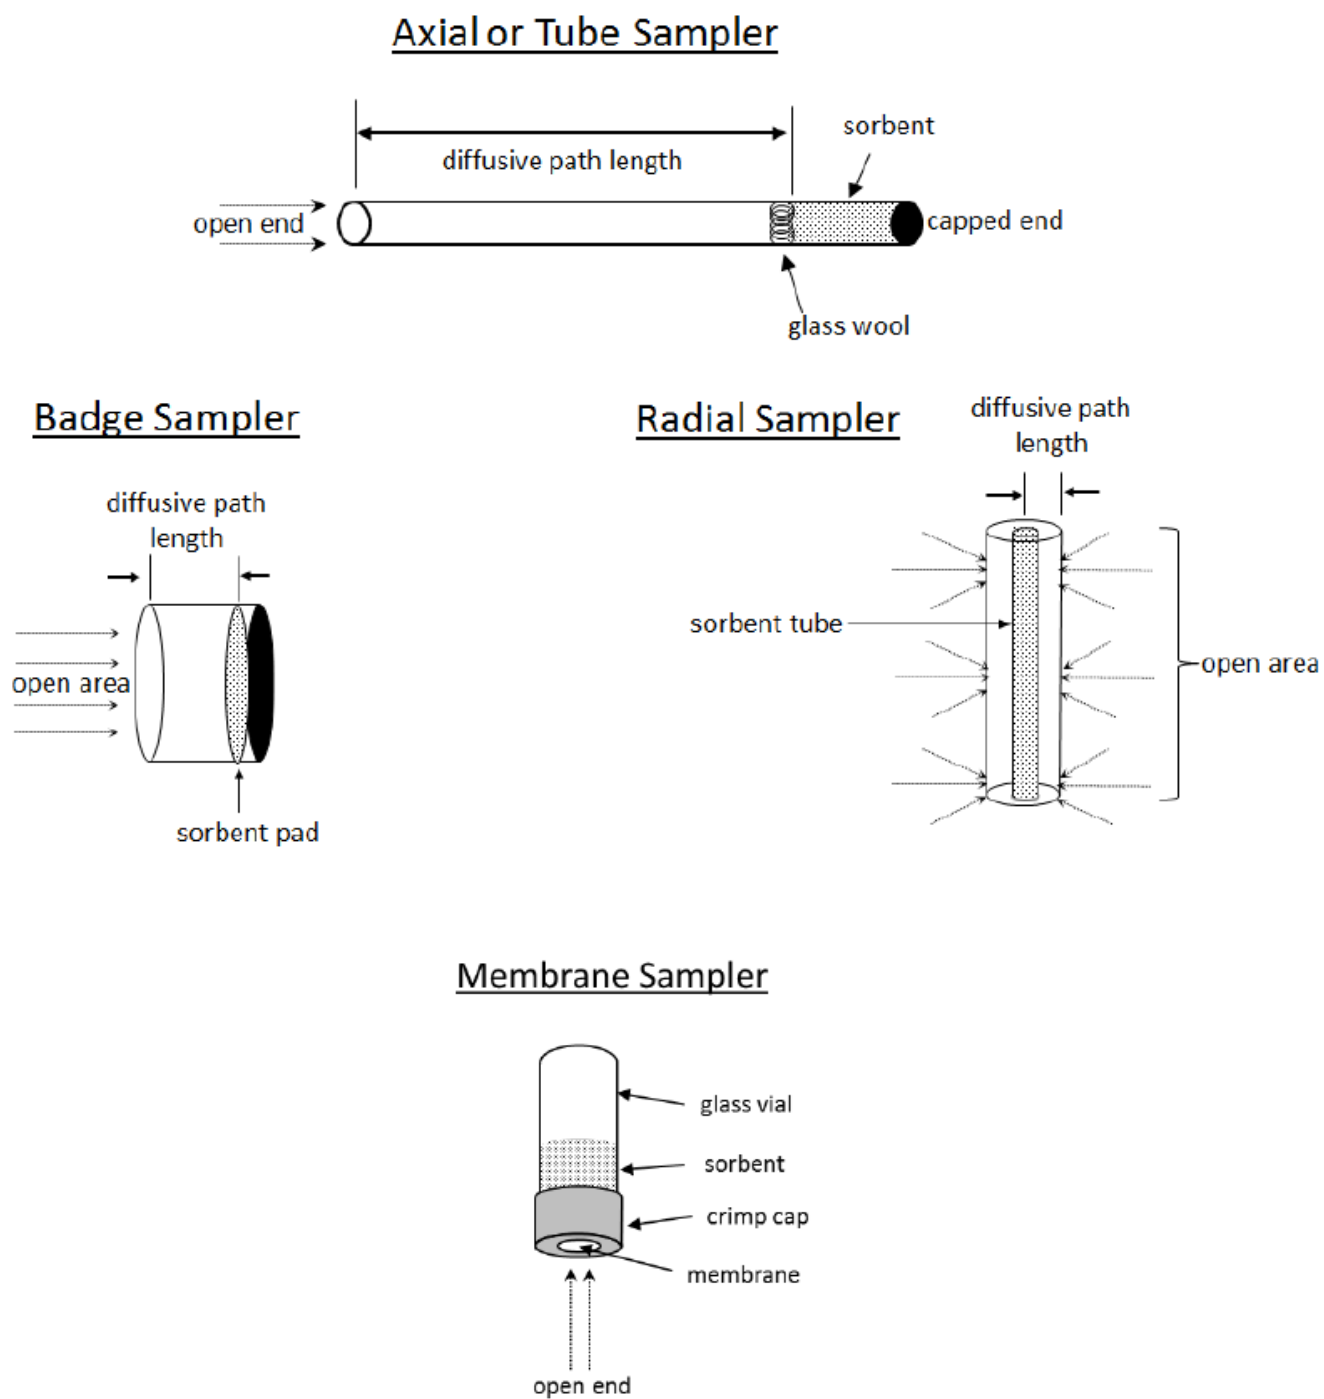 Axial or Tube Sampler
sorbent
diffusive path length
open end
capped end
glass wool
Badge Sampler
diffusive path
length
open area
sorbent pad
Radial Sampler
diffusive path
length
sorbent tube
open area
Membrane Sampler
glass vial
sorbent
crimp cap
membrane
open end